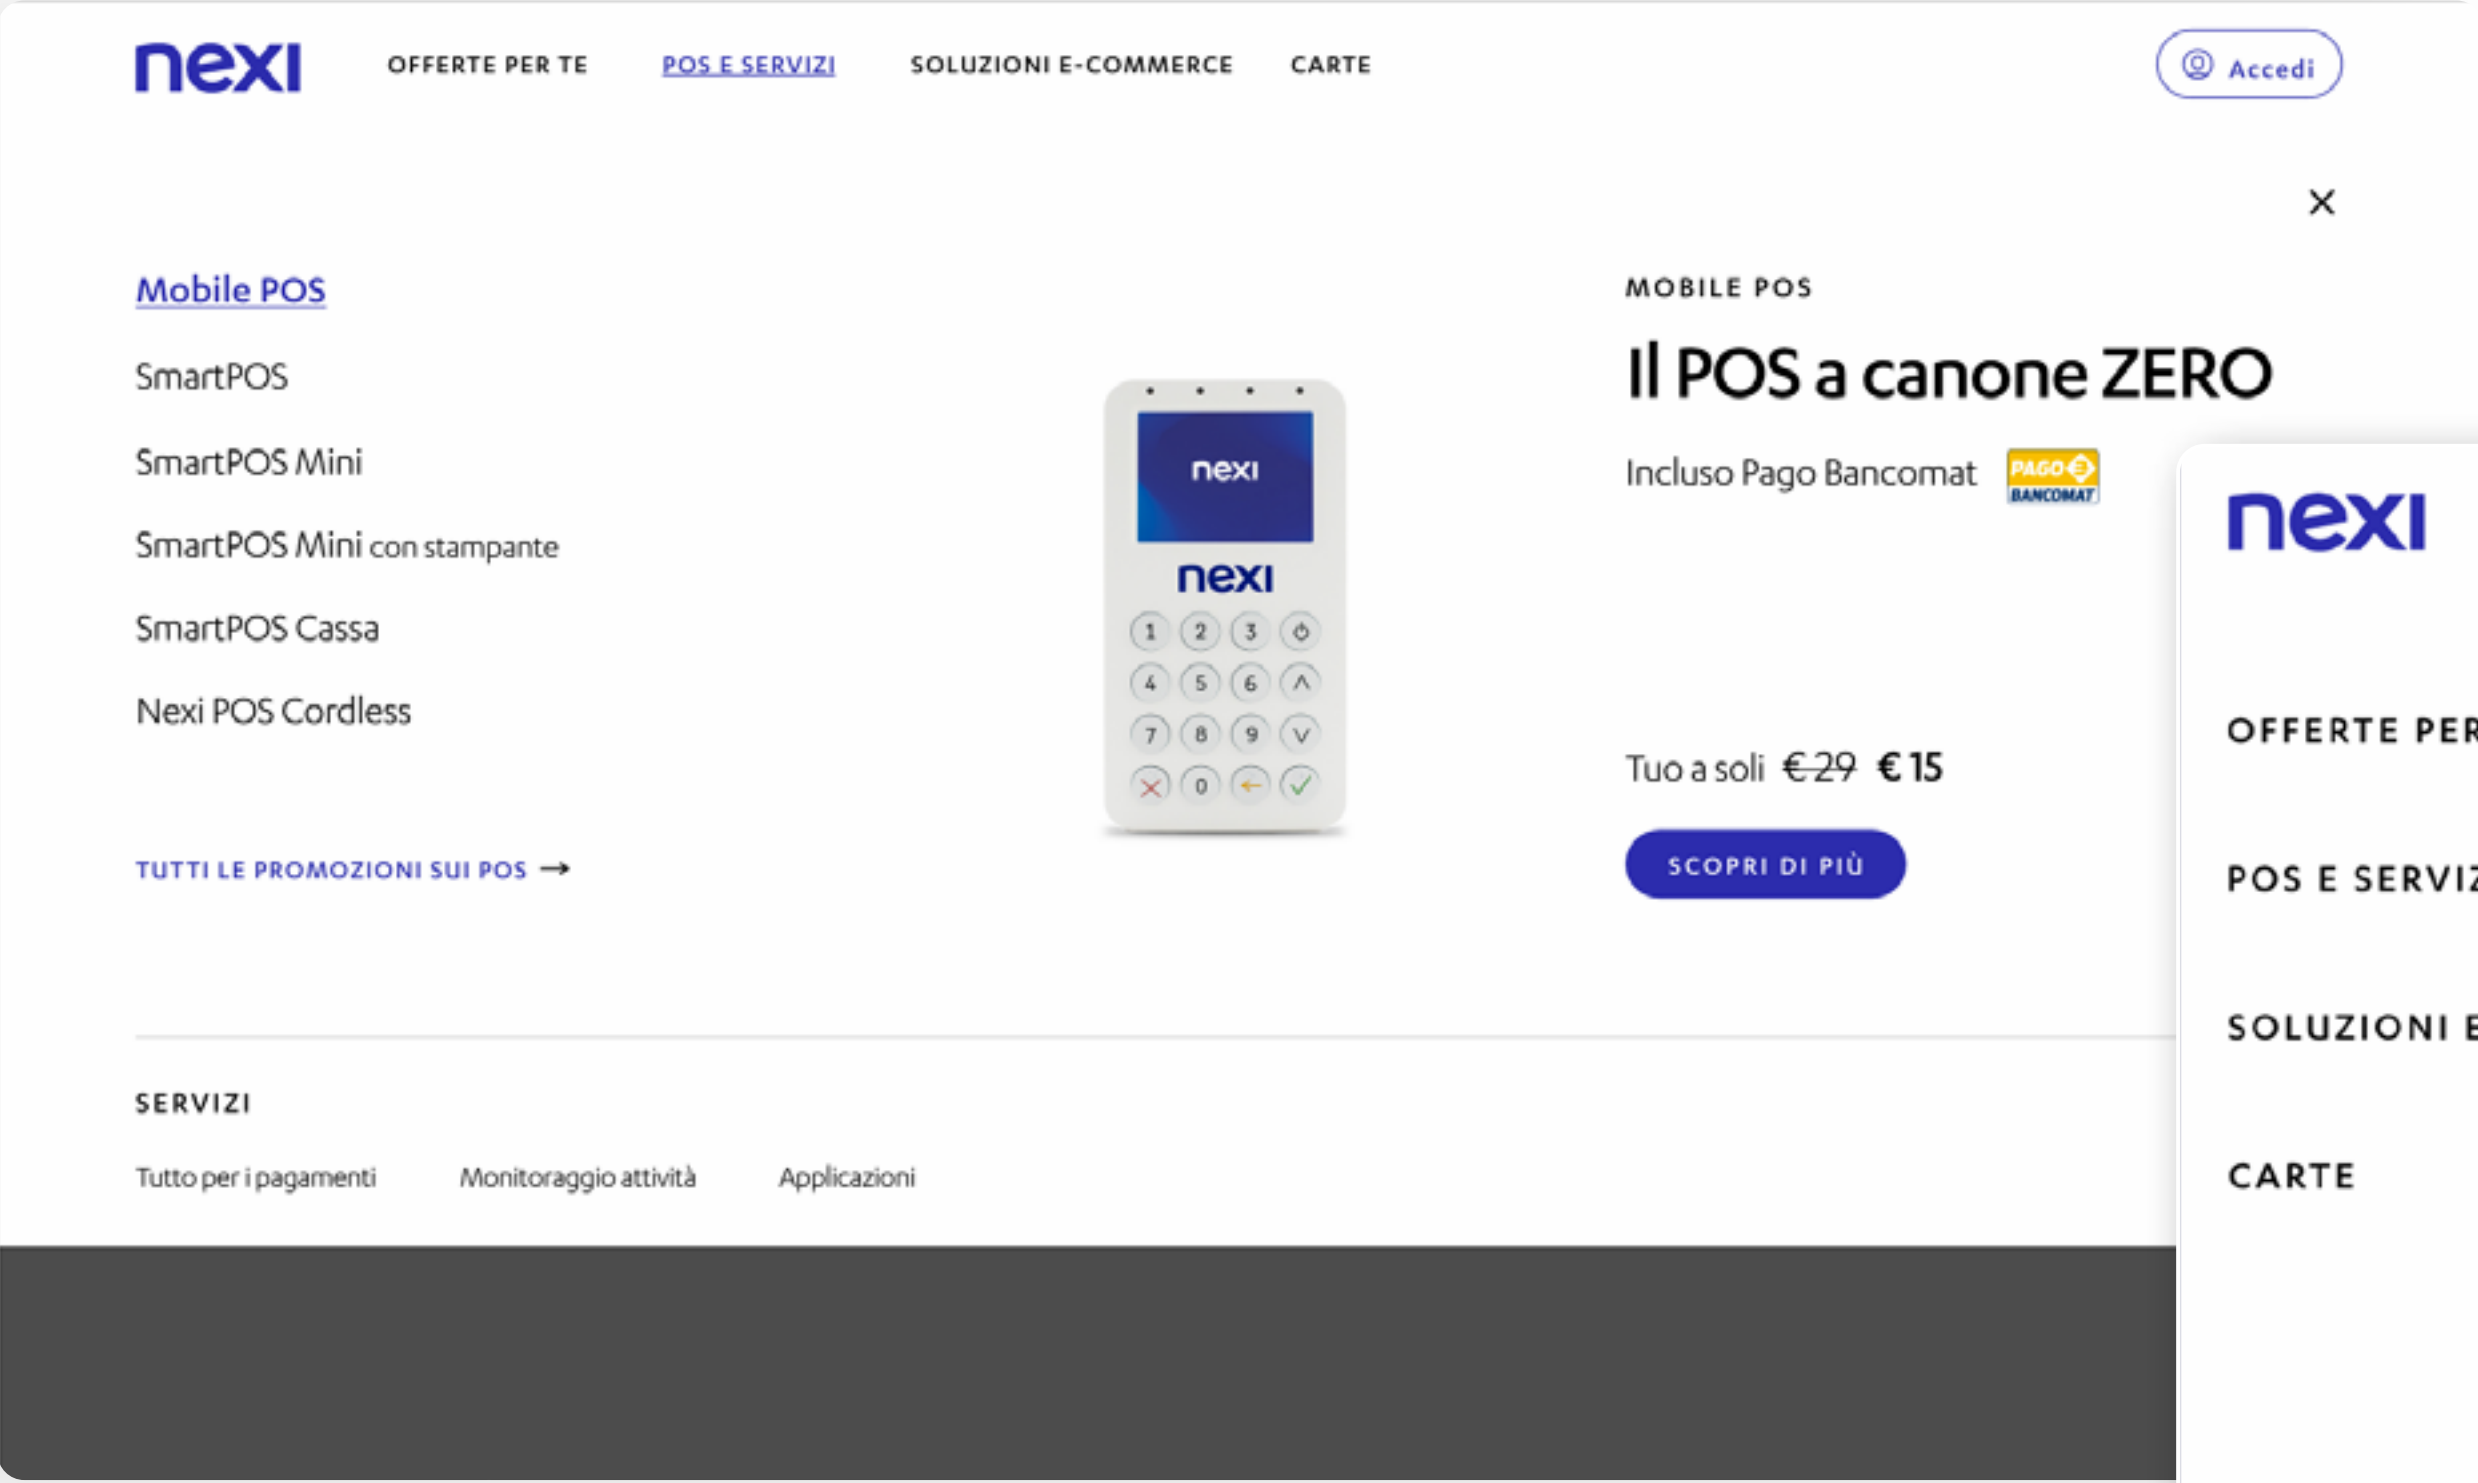 nexi
OFFERTE PER TE
POS E SERVIZI
SOLUZIONI E-COMMERCE
CARTE
Accedi
Mobile POS
SmartPOS
SmartPOS Mini
SmartPOS Mini con stampante
SmartPOS Cassa
Nexi POS Cordless
TUTTI LE PROMOZIONI SUI POS →
nexi
nexi
1 2 3
4 5 6
7 8 9
0
MOBILE POS
Il POS a canone ZERO
Incluso Pago Bancomat
PAGO
BANCOMAT
Tuo a soli € 29 € 15
SCOPRI DI PIÙ
SERVIZI
Tutto per i pagamenti
Monitoraggio attività
Applicazioni
nexi
OFFERTE PER
POS E SERVIZ
SOLUZIONI E
CARTE